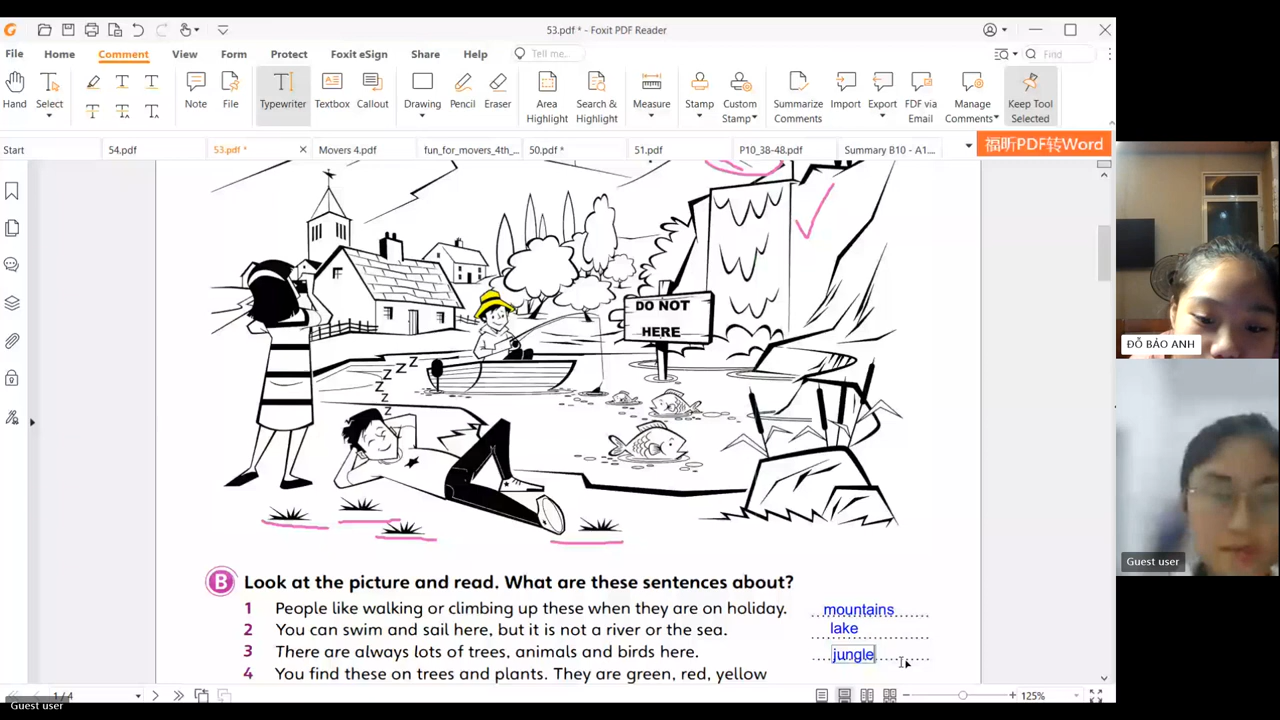 53.pdf * - Foxit PDF Reader
File Home Comment View Form Protect Foxit eSign Share Help Tell me... Find
Hand Select Note File Typewriter Textbox Callout Drawing Pencil Eraser Area Highlight Search & Highlight Measure Stamp Custom Stamp Summarize Comments Import Export FDF via Email Manage Comments Keep Tool Selected
Start 54.pdf 53.pdf * Movers 4.pdf fun_for_movers_4th_... 50.pdf * 51.pdf P10_38-48.pdf Summary B10 - A1.... 福昕PDF转Word
DO NOT
HERE
z z z z z z
ĐỖ BẢO ANH
Guest user
B Look at the picture and read. What are these sentences about?
1 People like walking or climbing up these when they are on holiday. mountains
2 You can swim and sail here, but it is not a river or the sea. lake
3 There are always lots of trees, animals and birds here. jungle
4 You find these on trees and plants. They are green, red, yellow
1 / 4 125%
Guest user